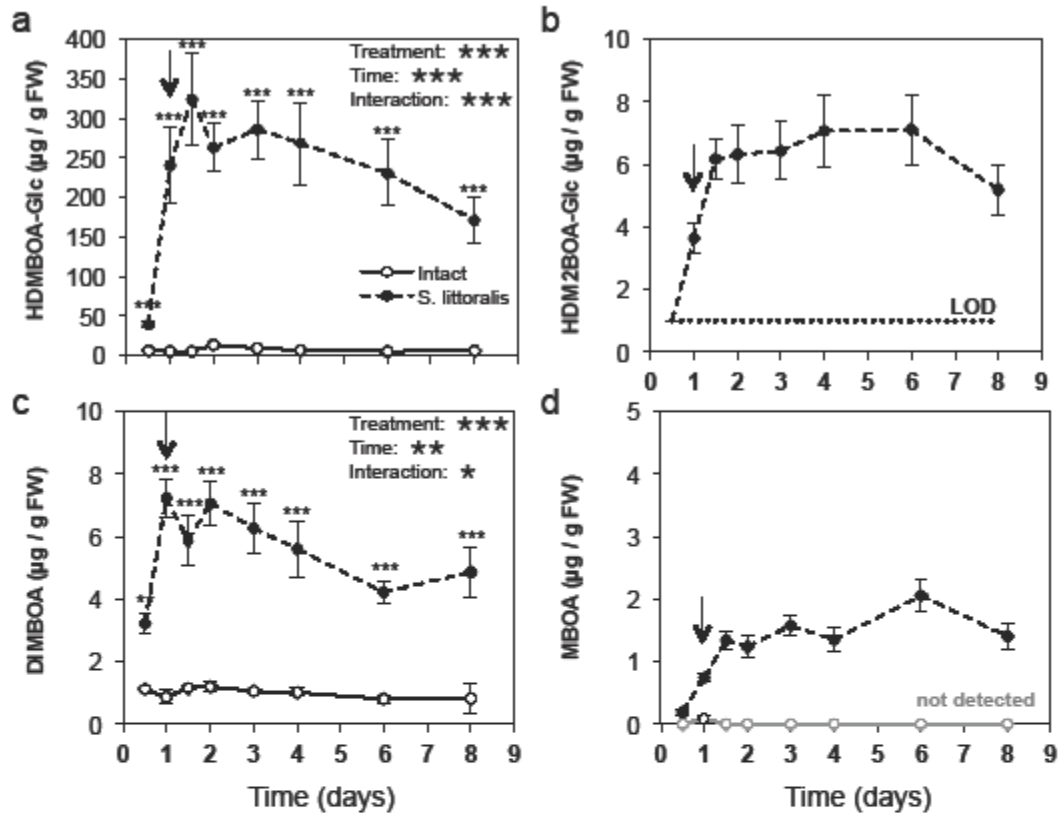 a
HDMBOA-Glc (µg / g FW)
400
350
300
250
200
150
100
50
0
***
***
***
***
***
***
***
***
Treatment: ★★★
Time: ★★★
Interaction: ★★★
Intact
S. littoralis
b
HDM2BOA-Glc (µg / g FW)
10
8
6
4
2
0
LOD
0 1 2 3 4 5 6 7 8 9
c
DIMBOA (µg / g FW)
10
8
6
4
2
0
**
***
***
***
***
***
***
***
Treatment: ★★★
Time: ★★
Interaction: ★
0 1 2 3 4 5 6 7 8 9
Time (days)
d
MBOA (µg / g FW)
5
4
3
2
1
0
not detected
0 1 2 3 4 5 6 7 8 9
Time (days)